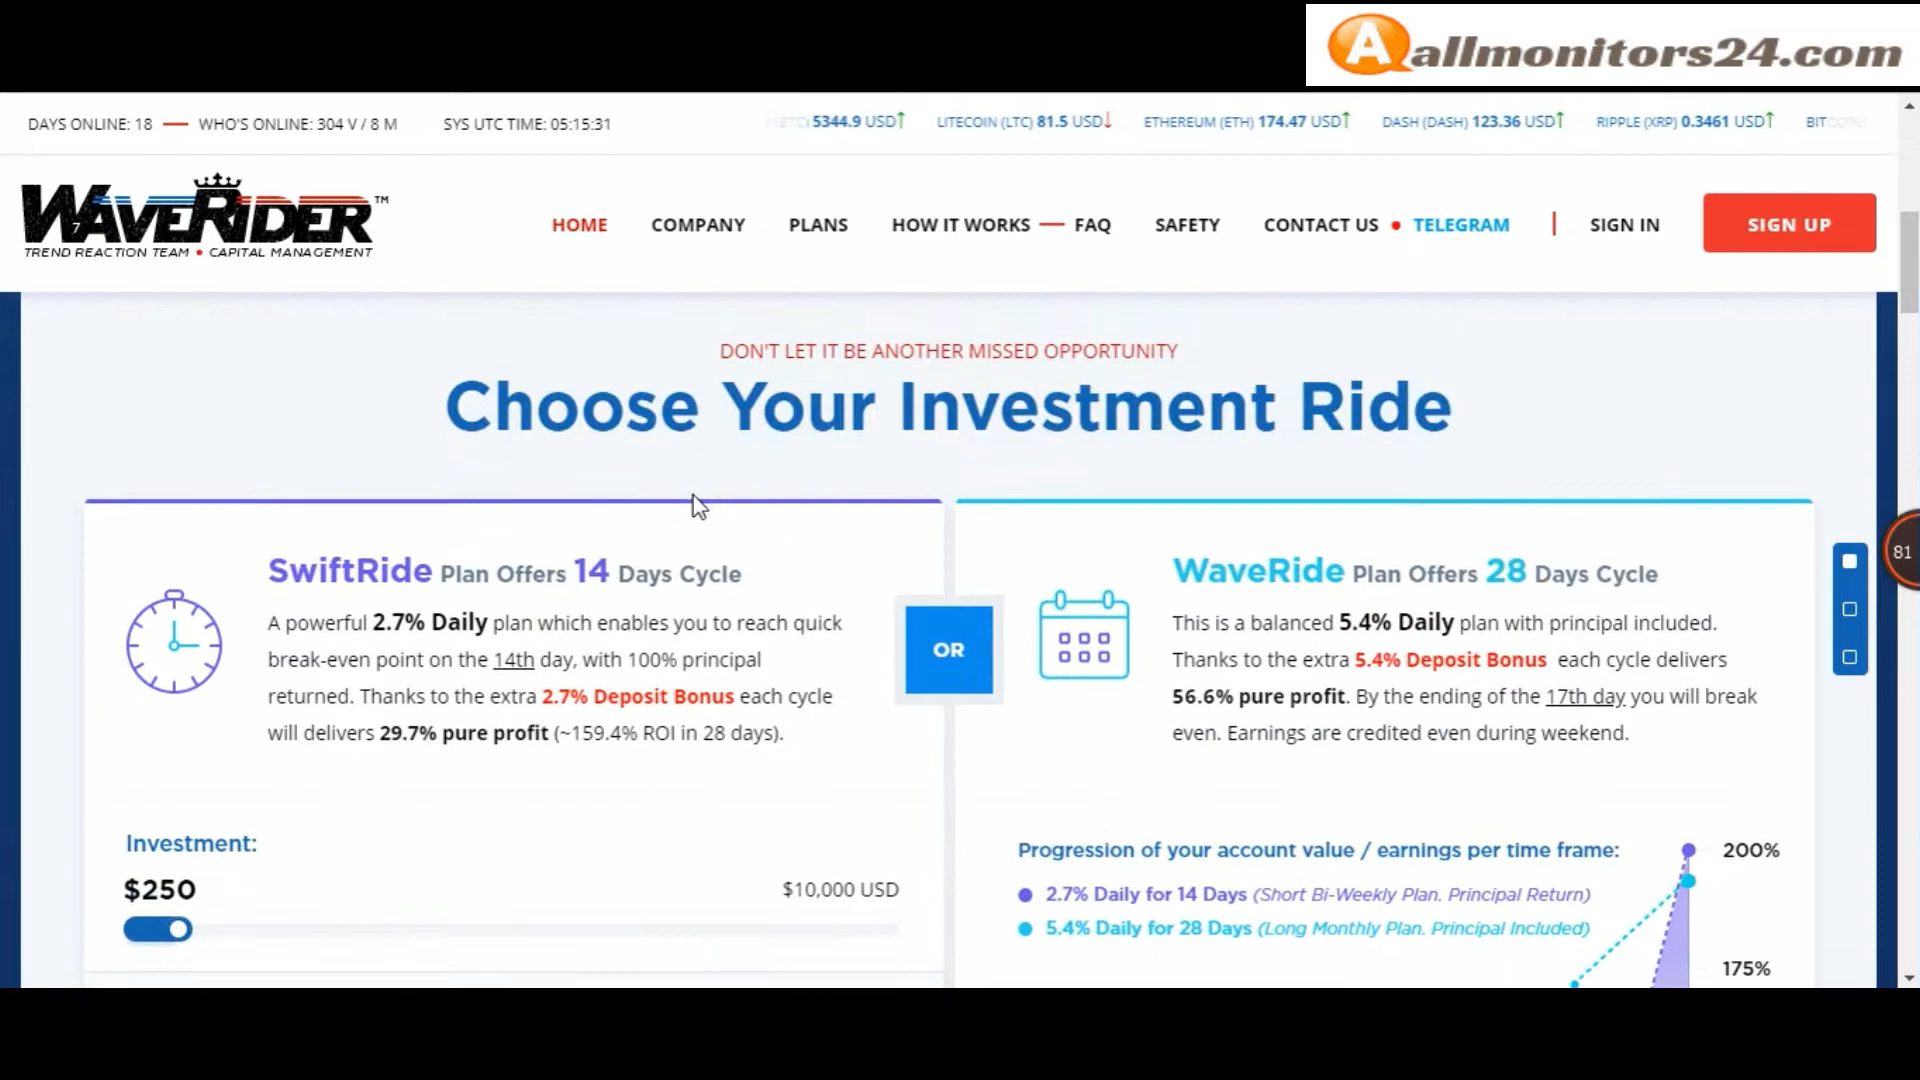 allmonitors24.com
DAYS ONLINE: 18 — WHO'S ONLINE: 304 V / 8 M SYS UTC TIME: 05:15:31
5344.9 USD↑ LITECOIN (LTC) 81.5 USD↓ ETHEREUM (ETH) 174.47 USD↑ DASH (DASH) 123.36 USD↑ RIPPLE (XRP) 0.3461 USD↑
WAVERIDER™
TREND REACTION TEAM • CAPITAL MANAGEMENT
HOME COMPANY PLANS HOW IT WORKS — FAQ SAFETY CONTACT US • TELEGRAM | SIGN IN SIGN UP
DON'T LET IT BE ANOTHER MISSED OPPORTUNITY
Choose Your Investment Ride
SwiftRide Plan Offers 14 Days Cycle
A powerful 2.7% Daily plan which enables you to reach quick
break-even point on the 14th day, with 100% principal
returned. Thanks to the extra 2.7% Deposit Bonus each cycle
will delivers 29.7% pure profit (~159.4% ROI in 28 days).
OR
WaveRide Plan Offers 28 Days Cycle
This is a balanced 5.4% Daily plan with principal included.
Thanks to the extra 5.4% Deposit Bonus each cycle delivers
56.6% pure profit. By the ending of the 17th day you will break
even. Earnings are credited even during weekend.
81
Investment:
$250
$10,000 USD
Progression of your account value / earnings per time frame:
2.7% Daily for 14 Days (Short Bi-Weekly Plan. Principal Return)
5.4% Daily for 28 Days (Long Monthly Plan. Principal Included)
200%
175%